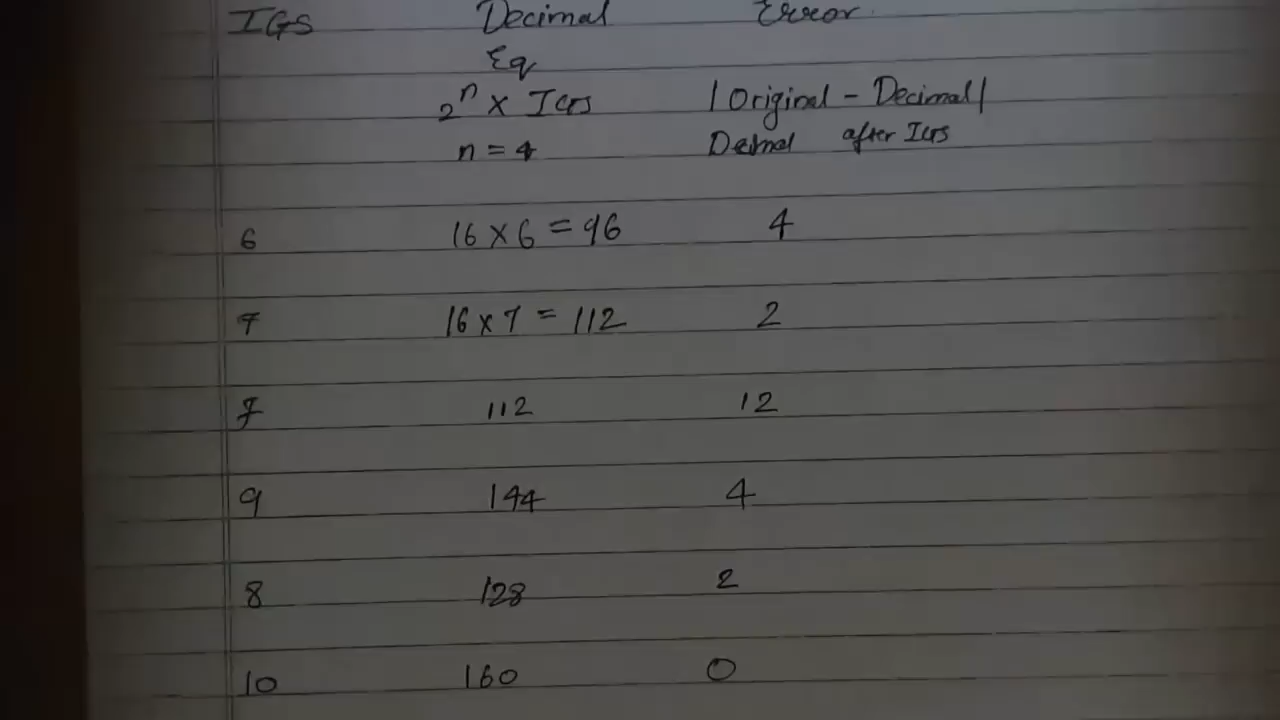 IGS Decimal Error
Eq
2^n × IGS |Original - Decimal|
n = 4 after IGS
6 16 × 6 = 96 4
7 16 × 7 = 112 2
7 112 12
9 144 4
8 128 2
10 160 0